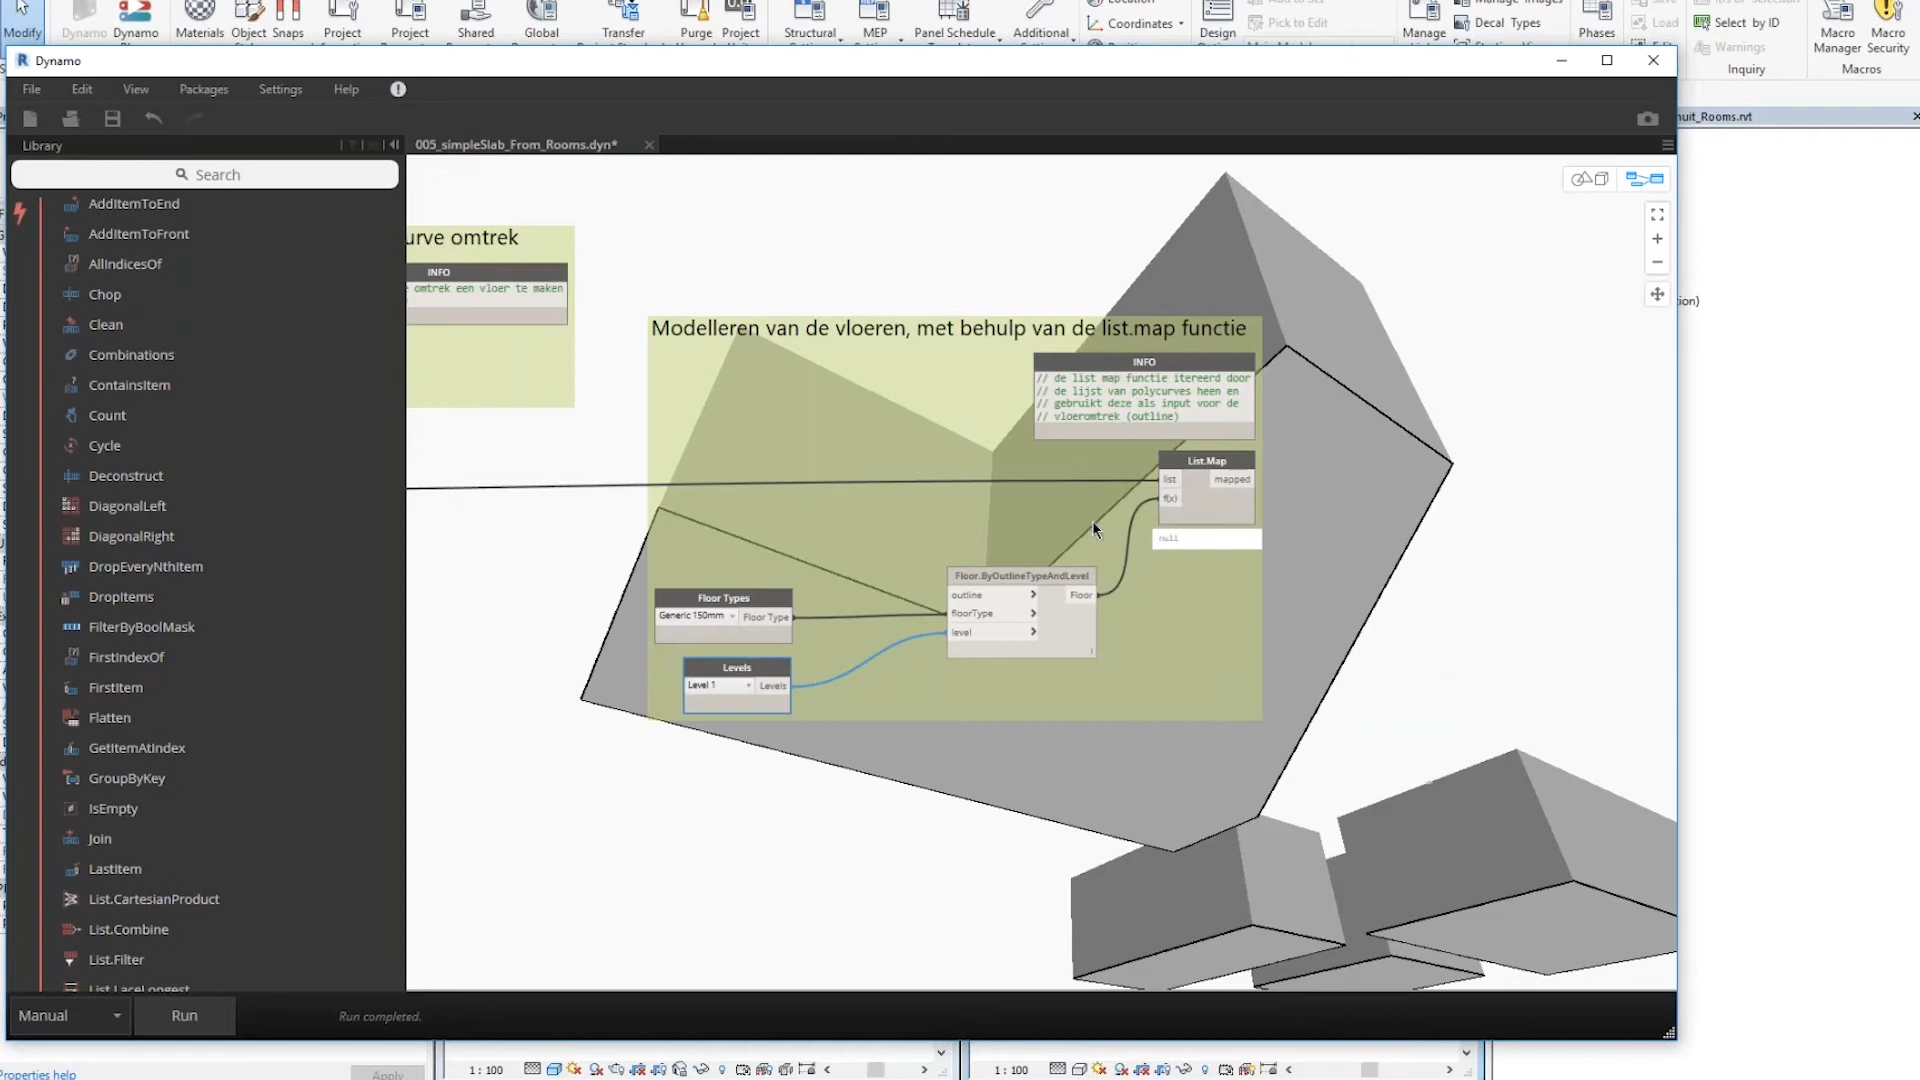 Modify
Dynamo
Dynamo
Materials
Object
Snaps
Project
Project
Shared
Global
Transfer
Purge
Project
Structural
MEP
Panel Schedule
Additional
Coordinates
Design
Pick to Edit
Manage
Decal Types
Load
Phases
Select by ID
Warnings
Inquiry
Macro Manager
Macro Security
Macros
Dynamo
File
Edit
View
Packages
Settings
Help
Library
005_simpleSlab_From_Rooms.dyn*
nuit_Rooms.rvt
Search
AddItemToEnd
AddItemToFront
AllIndicesOf
Chop
Clean
Combinations
ContainsItem
Count
Cycle
Deconstruct
DiagonalLeft
DiagonalRight
DropEveryNthItem
DropItems
FilterByBoolMask
FirstIndexOf
FirstItem
Flatten
GetItemAtIndex
GroupByKey
IsEmpty
Join
LastItem
List.CartesianProduct
List.Combine
List.Filter
List.LaceLongest
urve omtrek
INFO
omtrek een vloer te maken
Modelleren van de vloeren, met behulp van de list.map functie
INFO
// de list map functie itereerd door
// de lijst van polycurves heen en
// gebruikt deze als input voor de
// vloeromtrek (outline)
List.Map
list
mapped
f(x)
null
Floor.ByOutlineTypeAndLevel
outline
Floor
floorType
level
Floor Types
Generic 150mm
Floor Type
Levels
Level 1
Levels
tion)
Manual
Run
Run completed.
Properties help
Apply
1 : 100
1 : 100